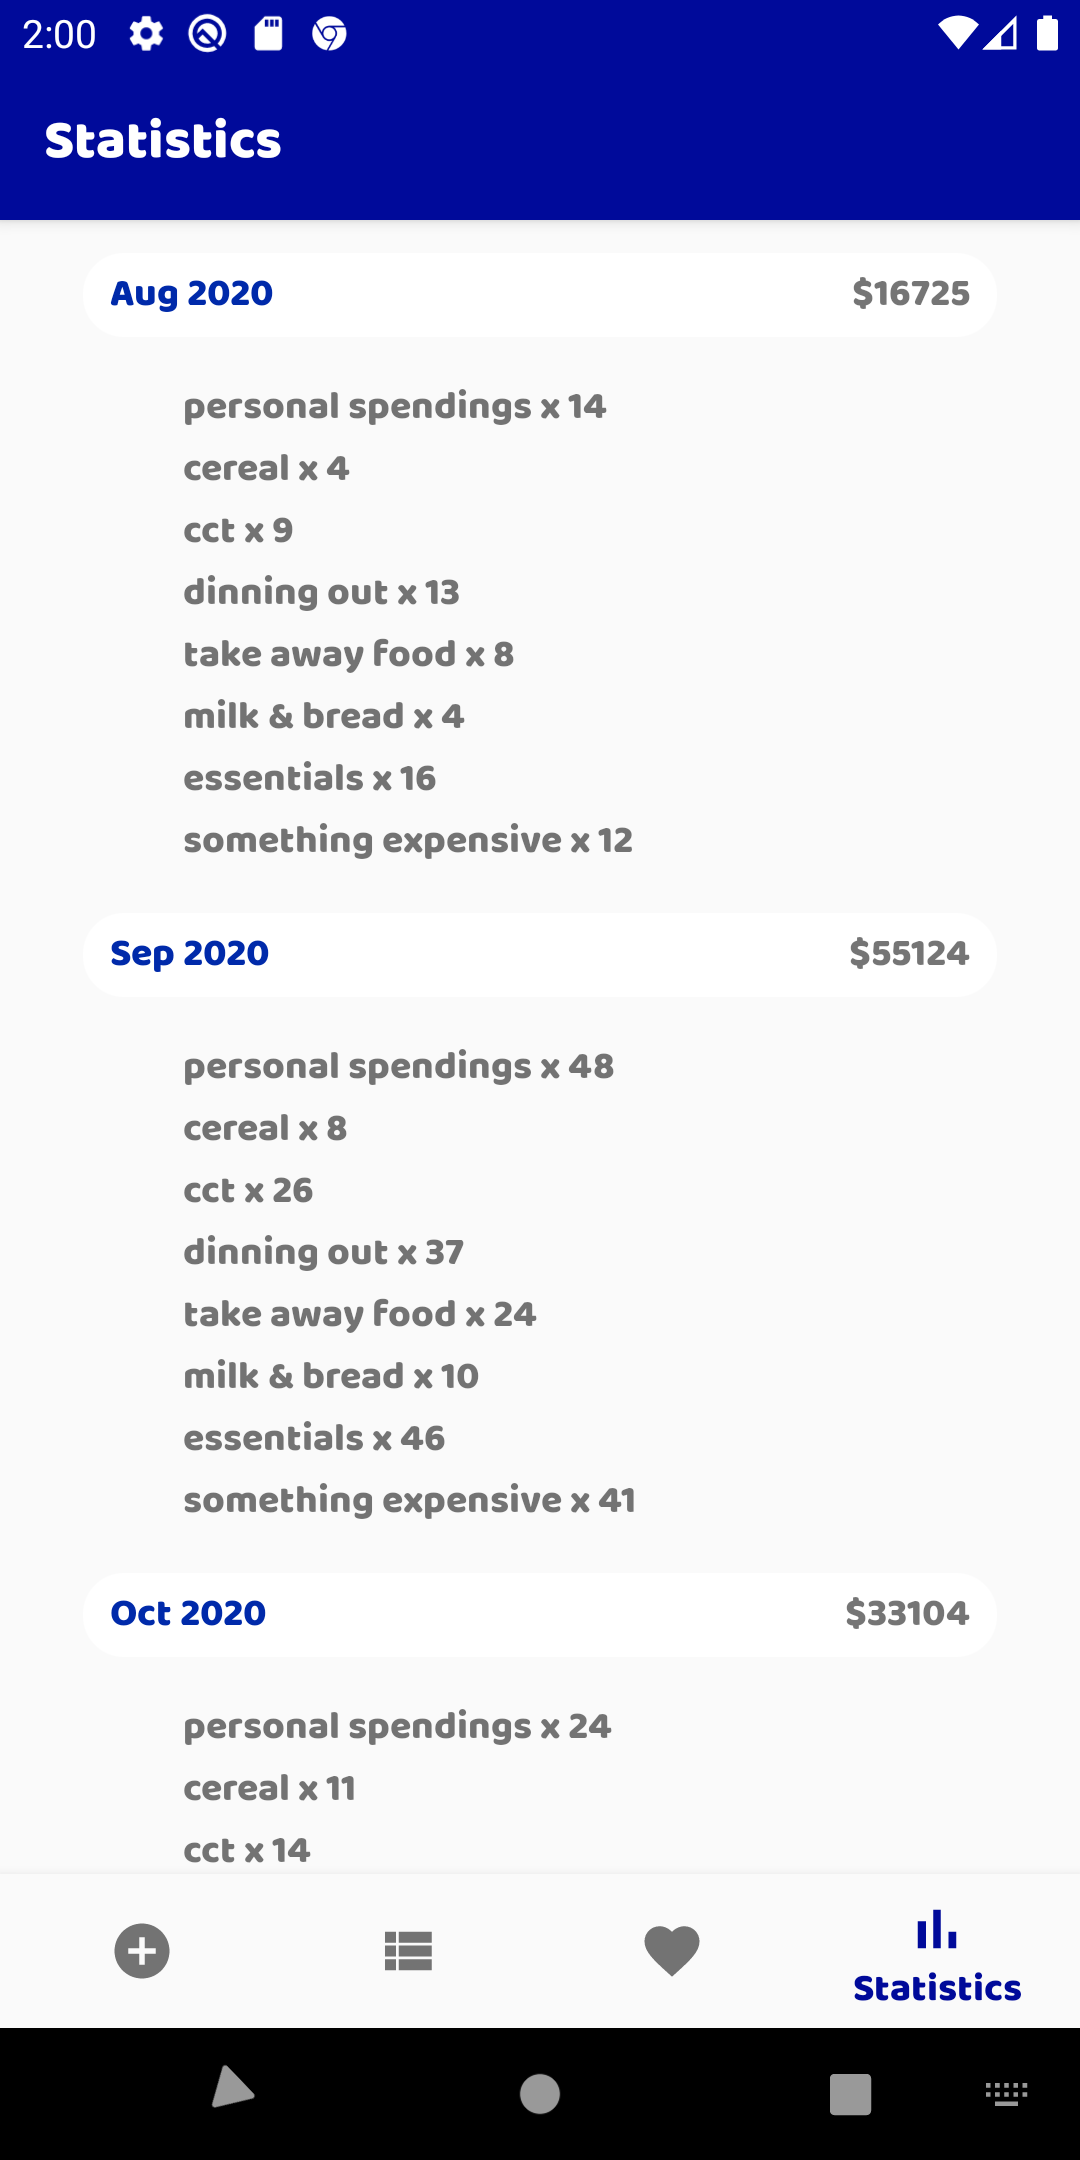 2:00
Statistics
Aug 2020 $16725
personal spendings x 14
cereal x 4
cct x 9
dinning out x 13
take away food x 8
milk & bread x 4
essentials x 16
something expensive x 12
Sep 2020 $55124
personal spendings x 48
cereal x 8
cct x 26
dinning out x 37
take away food x 24
milk & bread x 10
essentials x 46
something expensive x 41
Oct 2020 $33104
personal spendings x 24
cereal x 11
cct x 14
Statistics